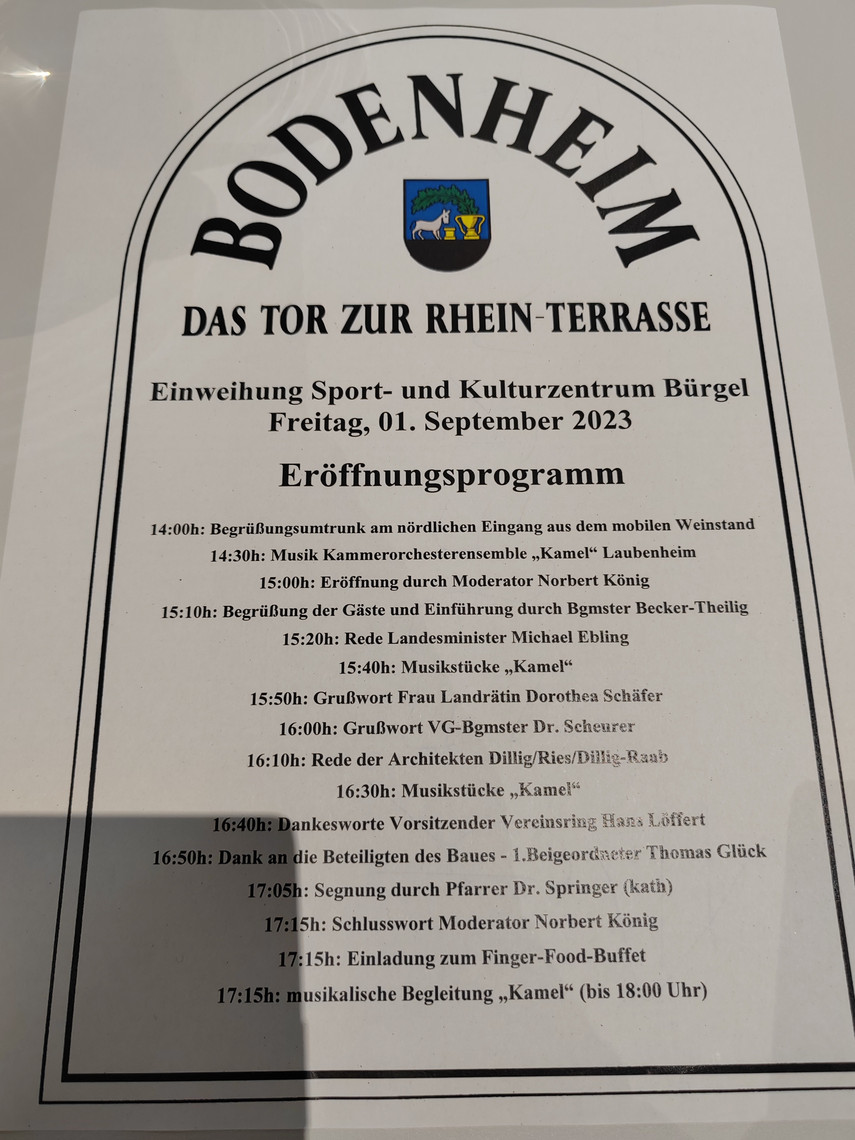 BODENHEIM
DAS TOR ZUR RHEIN-TERRASSE
Einweihung Sport- und Kulturzentrum Bürgel
Freitag, 01. September 2023
Eröffnungsprogramm
14:00h: Begrüßungsumtrunk am nördlichen Eingang aus dem mobilen Weinstand
14:30h: Musik Kammerorchesterensemble „Kamel“ Laubenheim
15:00h: Eröffnung durch Moderator Norbert König
15:10h: Begrüßung der Gäste und Einführung durch Bgmster Becker-Theilig
15:20h: Rede Landesminister Michael Ebling
15:40h: Musikstücke „Kamel“
15:50h: Grußwort Frau Landrätin Dorothea Schäfer
16:00h: Grußwort VG-Bgmster Dr. Scheurer
16:10h: Rede der Architekten Dillig/Ries/Dillig-Raab
16:30h: Musikstücke „Kamel“
16:40h: Dankesworte Vorsitzender Vereinsring Hans Löffert
16:50h: Dank an die Beteiligten des Baues - 1.Beigeordneter Thomas Glück
17:05h: Segnung durch Pfarrer Dr. Springer (kath)
17:15h: Schlusswort Moderator Norbert König
17:15h: Einladung zum Finger-Food-Buffet
17:15h: musikalische Begleitung „Kamel“ (bis 18:00 Uhr)